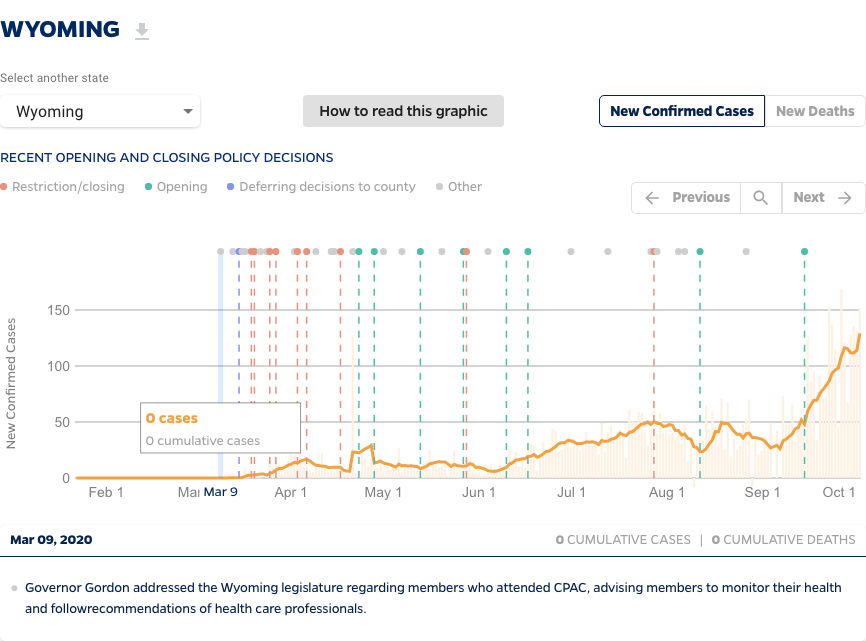 WYOMING
Select another state
Wyoming
How to read this graphic
New Confirmed Cases
New Deaths
RECENT OPENING AND CLOSING POLICY DECISIONS
Restriction/closing
Opening
Deferring decisions to county
Other
Previous
Next
New Confirmed Cases
150
100
50
0
0 cases
0 cumulative cases
Feb 1
Mar
Mar 9
Apr 1
May 1
Jun 1
Jul 1
Aug 1
Sep 1
Oct 1
Mar 09, 2020
0 CUMULATIVE CASES | 0 CUMULATIVE DEATHS
Governor Gordon addressed the Wyoming legislature regarding members who attended CPAC, advising members to monitor their health
and followrecommendations of health care professionals.